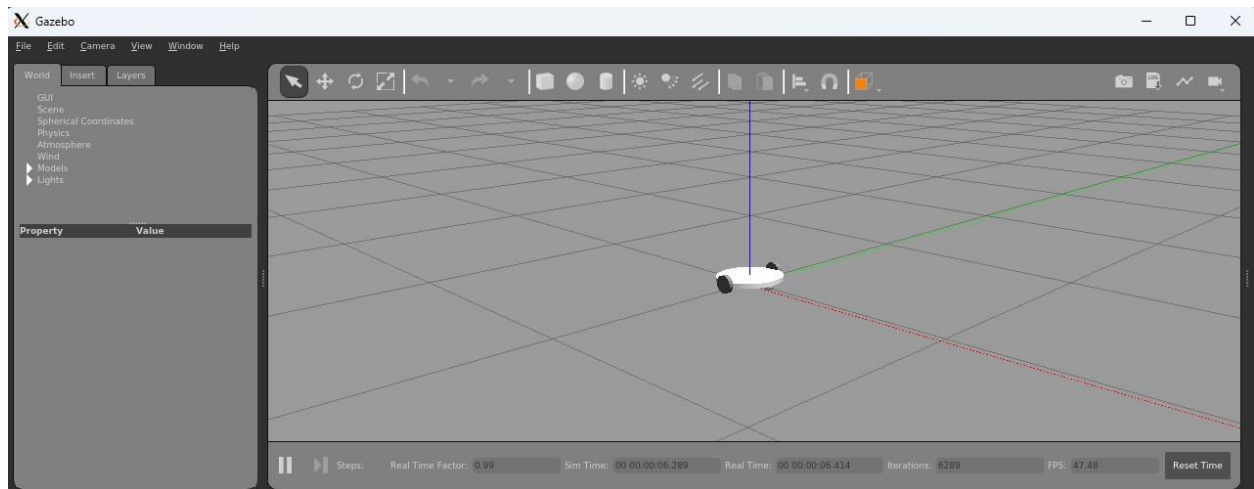 Gazebo
File Edit Camera View Window Help
World Insert Layers
GUI
Scene
Spherical Coordinates
Physics
Atmosphere
Wind
Models
Lights
Property Value
LOG
Steps: Real Time Factor: 0.99 Sim Time: 00 00:00:06.289 Real Time: 00 00:00:06.414 Iterations: 6289 FPS: 47.48 Reset Time